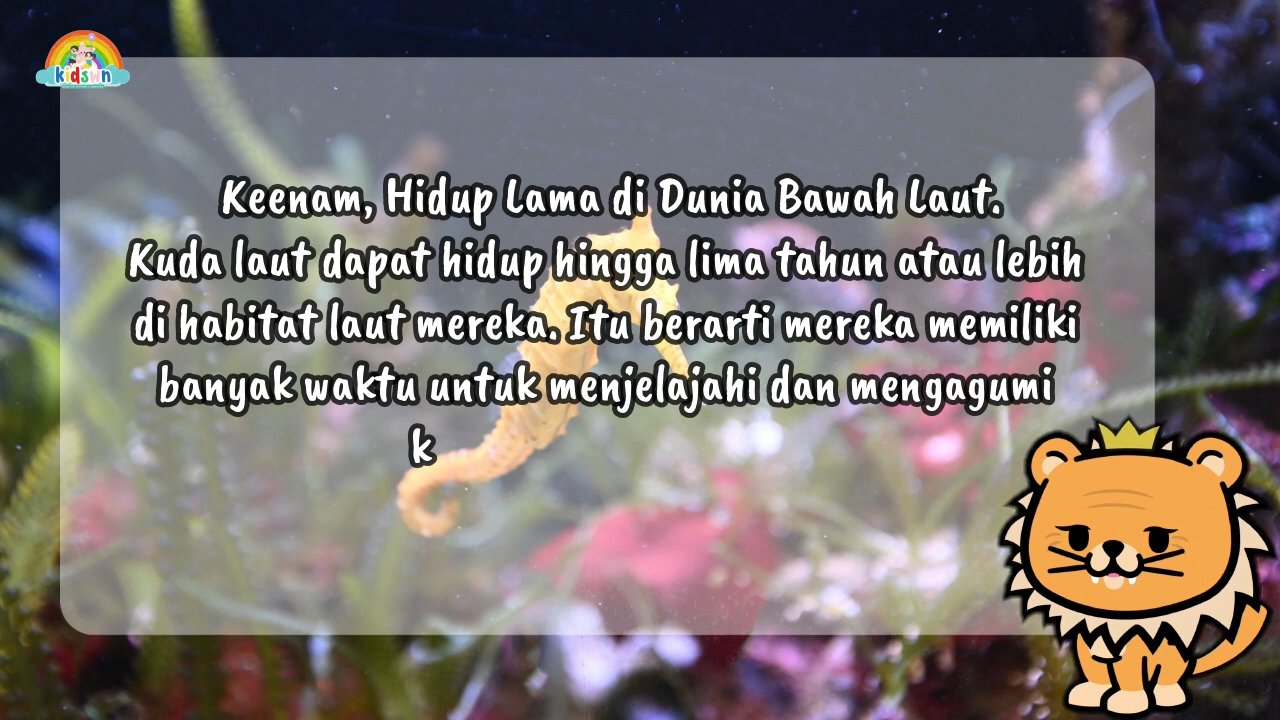 kidswn
Keenam, Hidup Lama di Dunia Bawah Laut.
Kuda laut dapat hidup hingga lima tahun atau lebih
di habitat laut mereka. Itu berarti mereka memiliki
banyak waktu untuk menjelajahi dan mengagumi
k